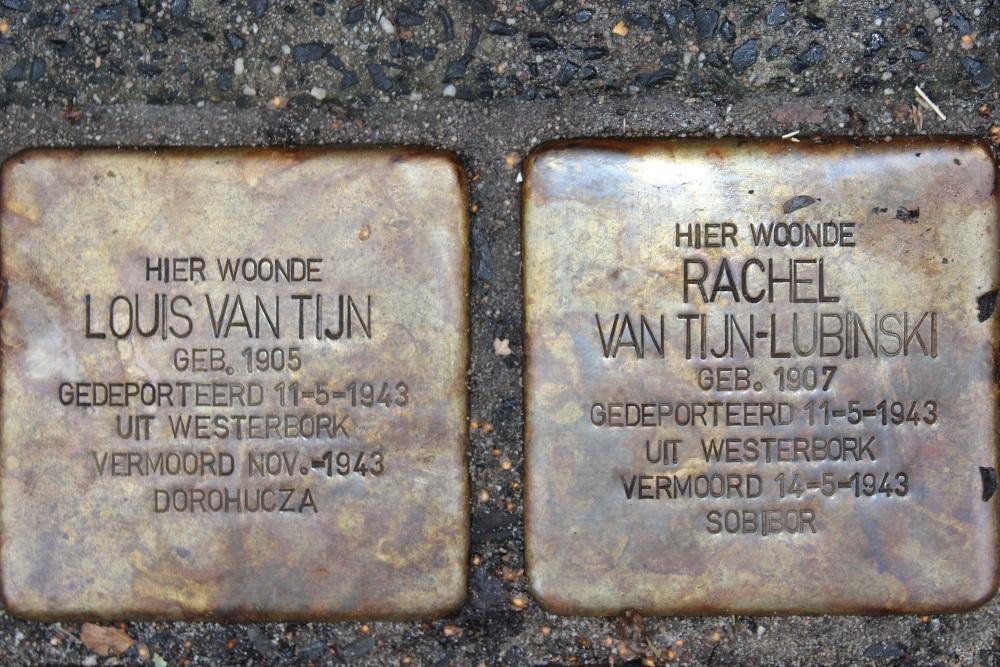 HIER WOONDE
LOUIS VAN TIJN
GEB. 1905
GEDEPORTEERD 11-5-1943
UIT WESTERBORK
VERMOORD NOV.-1943
DOROHUCZA
HIER WOONDE
RACHEL
VAN TIJN-LUBINSKI
GEB. 1907
GEDEPORTEERD 11-5-1943
UIT WESTERBORK
VERMOORD 14-5-1943
SOBIBOR